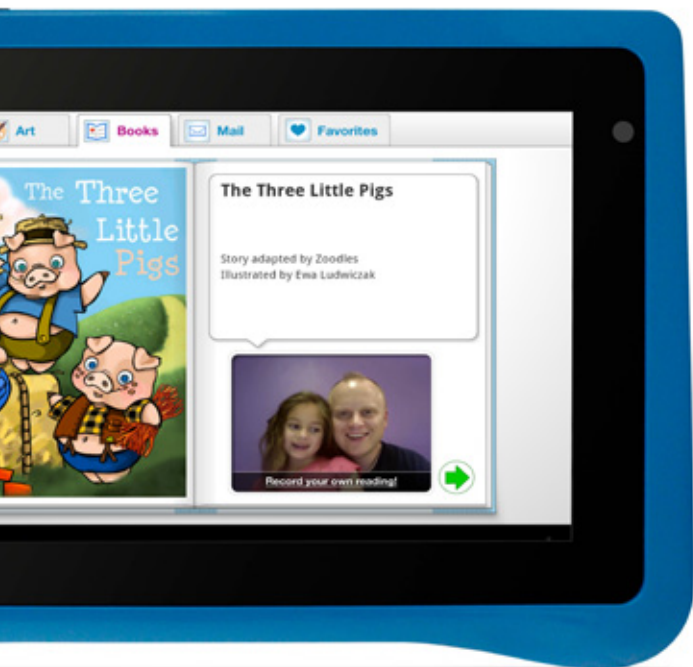 Art
Books
Mail
Favorites
The Three
Little
Pigs
The Three Little Pigs
Story adapted by Zoodles
Illustrated by Ewa Ludwiczak
Record your own reading!